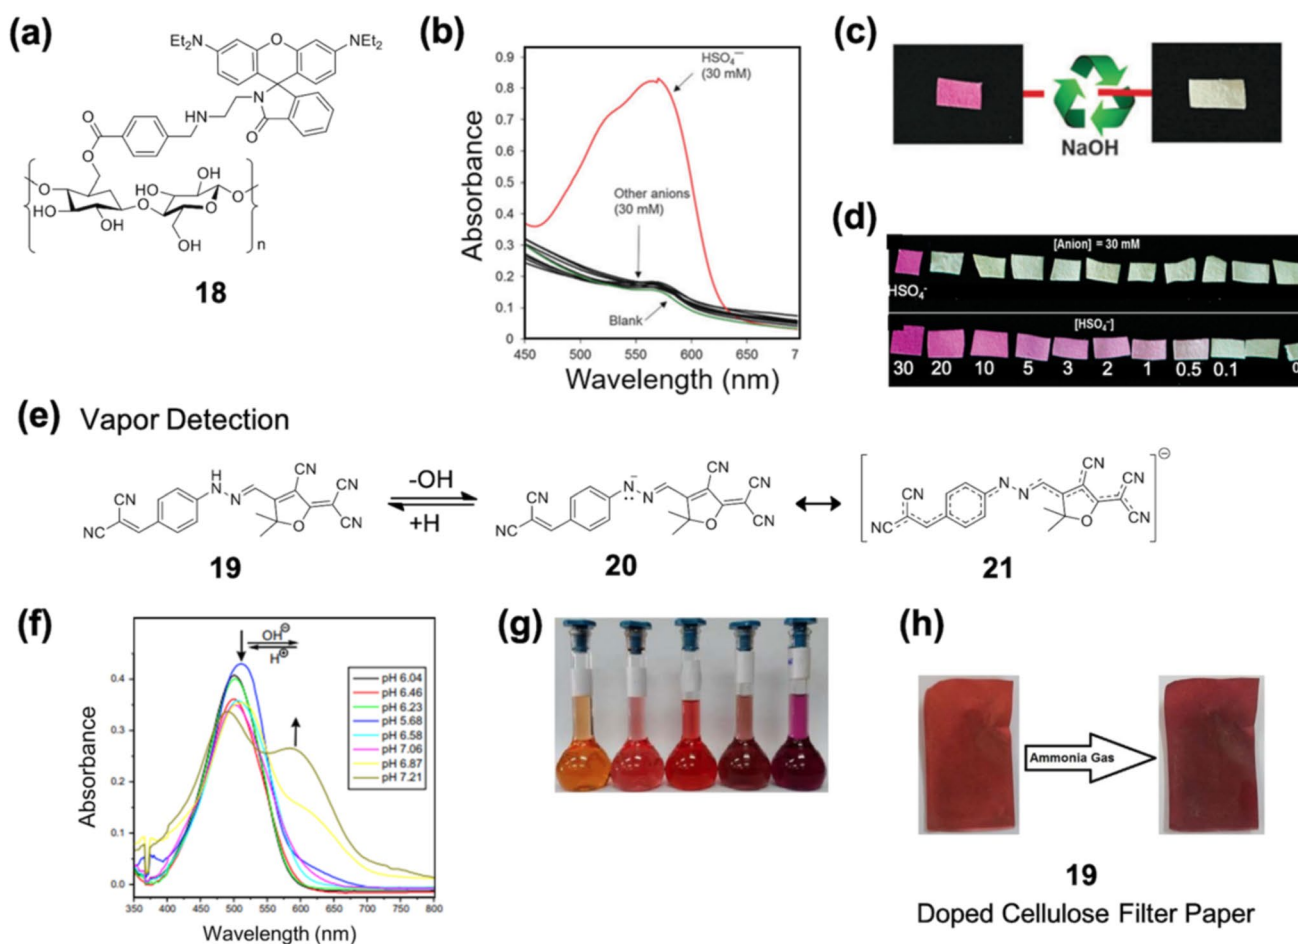 (a)
NEt₂
O
NEt₂
N
HN
O
O
O
O
HO
OH
O
HO
OH
O
OH
O
HO
n
18
(b)
Absorbance
0.9
0.8
0.7
0.6
0.5
0.4
0.3
0.2
0.1
0
HSO₄⁻
(30 mM)
Other anions
(30 mM)
Blank
450
500
550
600
650
7
Wavelength (nm)
(c)
NaOH
(d)
[Anion] = 30 mM
HSO₄⁻
[HSO₄⁻]
30 20 10 5 3 2 1 0.5 0.1 0
(e) Vapor Detection
CN
NC
H
N
N
CN
O
CN
CN
19
-OH
+H
CN
NC
N̈⁻
N
CN
O
CN
CN
20
CN
NC
N
N
CN
O
CN
CN
⊖
21
(f)
Absorbance
0.4
0.3
0.2
0.1
0.0
OH⊖
H⊕
pH 6.04
pH 6.46
pH 6.23
pH 5.68
pH 6.58
pH 7.06
pH 6.87
pH 7.21
350 400 450 500 550 600 650 700 750 800
Wavelength (nm)
(g)
(h)
Ammonia Gas
19
Doped Cellulose Filter Paper